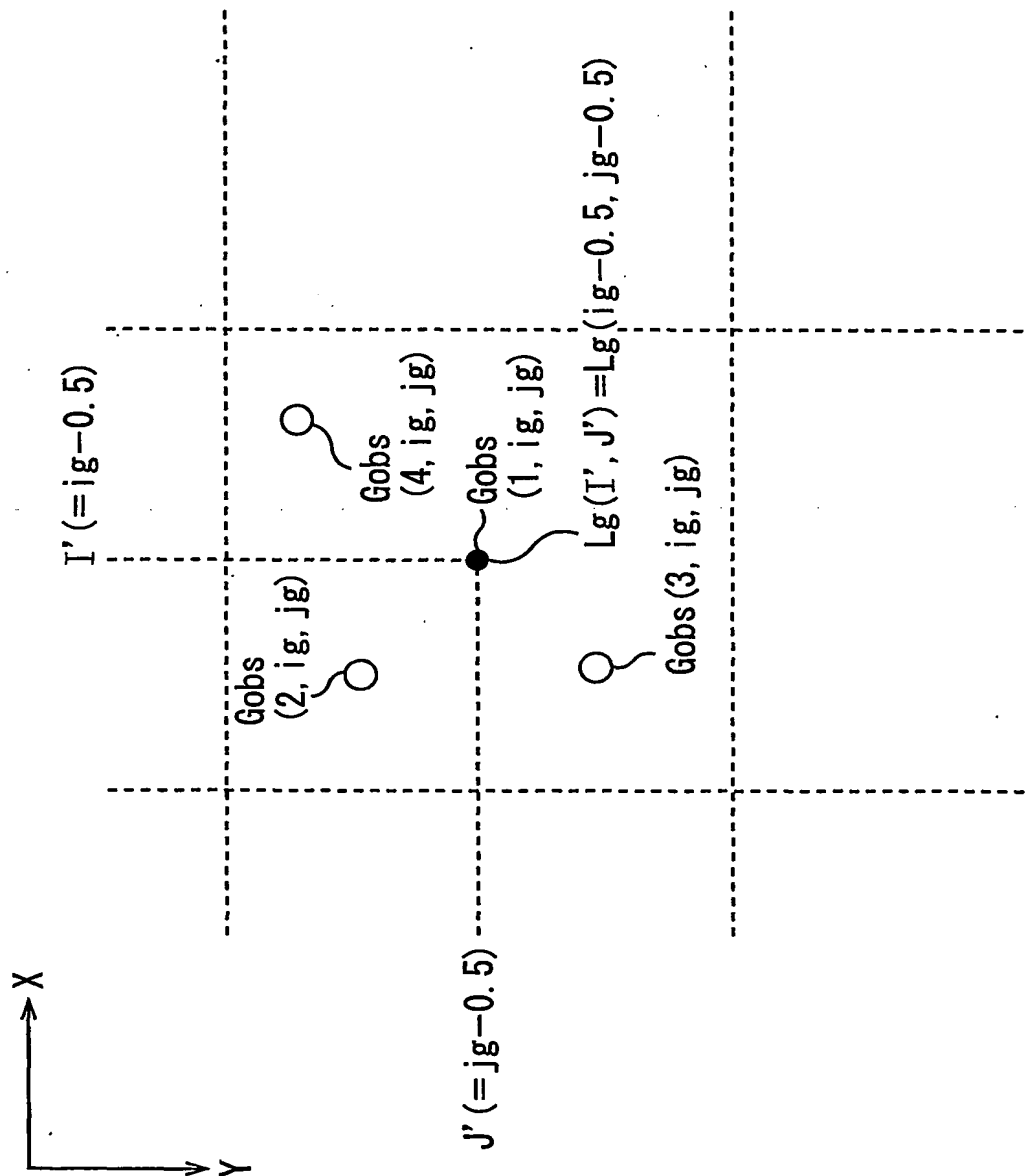 X
I'(=ig−0.5)
Y
Gobs
(2, ig, jg)
Gobs
(4, ig, jg)
J'(=jg−0.5)
Gobs
(1, ig, jg)
Lg(I', J')=Lg(ig−0.5, jg−0.5)
Gobs(3, ig, jg)